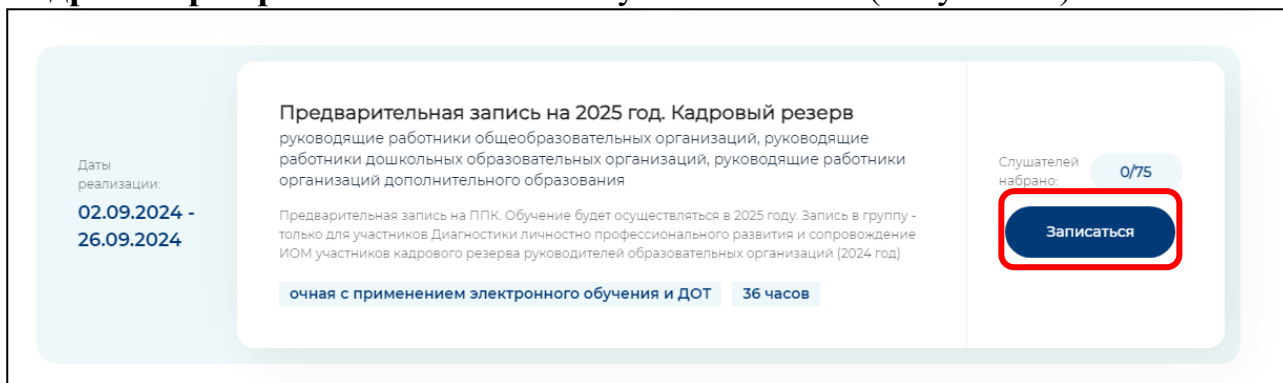 Предварительная запись на 2025 год. Кадровый резерв
руководящие работники общеобразовательных организаций, руководящие
работники дошкольных образовательных организаций, руководящие работники
организаций дополнительного образования
Даты
реализации:
02.09.2024 -
26.09.2024
Предварительная запись на ППК. Обучение будет осуществляться в 2025 году. Запись в группу -
только для участников Диагностики личностно профессионального развития и сопровождение
ИОМ участников кадрового резерва руководителей образовательных организаций (2024 год)
очная с применением электронного обучения и ДОТ
36 часов
Слушателей
набрано:
0/75
Записаться